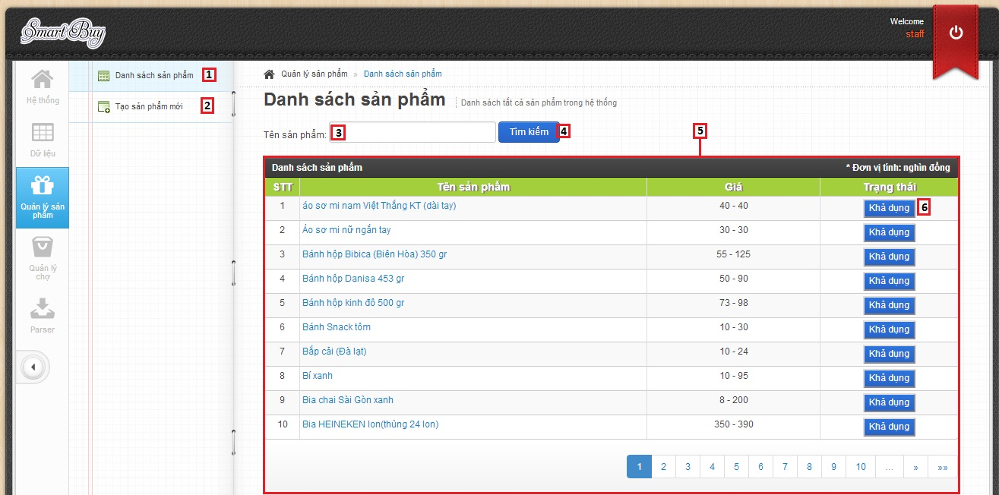 Smart Buy
Welcome
staff
Hệ thống
Dữ liệu
Quản lý sản
phẩm
Quản lý
chợ
Parser
Danh sách sản phẩm 1
Tạo sản phẩm mới 2
Quản lý sản phẩm » Danh sách sản phẩm
Danh sách sản phẩm Danh sách tất cả sản phẩm trong hệ thống
Tên sản phẩm: 3 Tìm kiếm 4
5
Danh sách sản phẩm * Đơn vị tính: nghìn đồng
STT Tên sản phẩm Giá Trạng thái
1 áo sơ mi nam Việt Thắng KT (dài tay) 40 - 40 Khả dụng 6
2 Áo sơ mi nữ ngắn tay 30 - 30 Khả dụng
3 Bánh hộp Bibica (Biên Hòa) 350 gr 55 - 125 Khả dụng
4 Bánh hộp Danisa 453 gr 50 - 90 Khả dụng
5 Bánh hộp kinh đô 500 gr 73 - 98 Khả dụng
6 Bánh Snack tôm 10 - 30 Khả dụng
7 Bắp cải (Đà lạt) 10 - 24 Khả dụng
8 Bí xanh 10 - 95 Khả dụng
9 Bia chai Sài Gòn xanh 8 - 200 Khả dụng
10 Bia HEINEKEN lon(thùng 24 lon) 350 - 390 Khả dụng
1 2 3 4 5 6 7 8 9 10 ... » »»